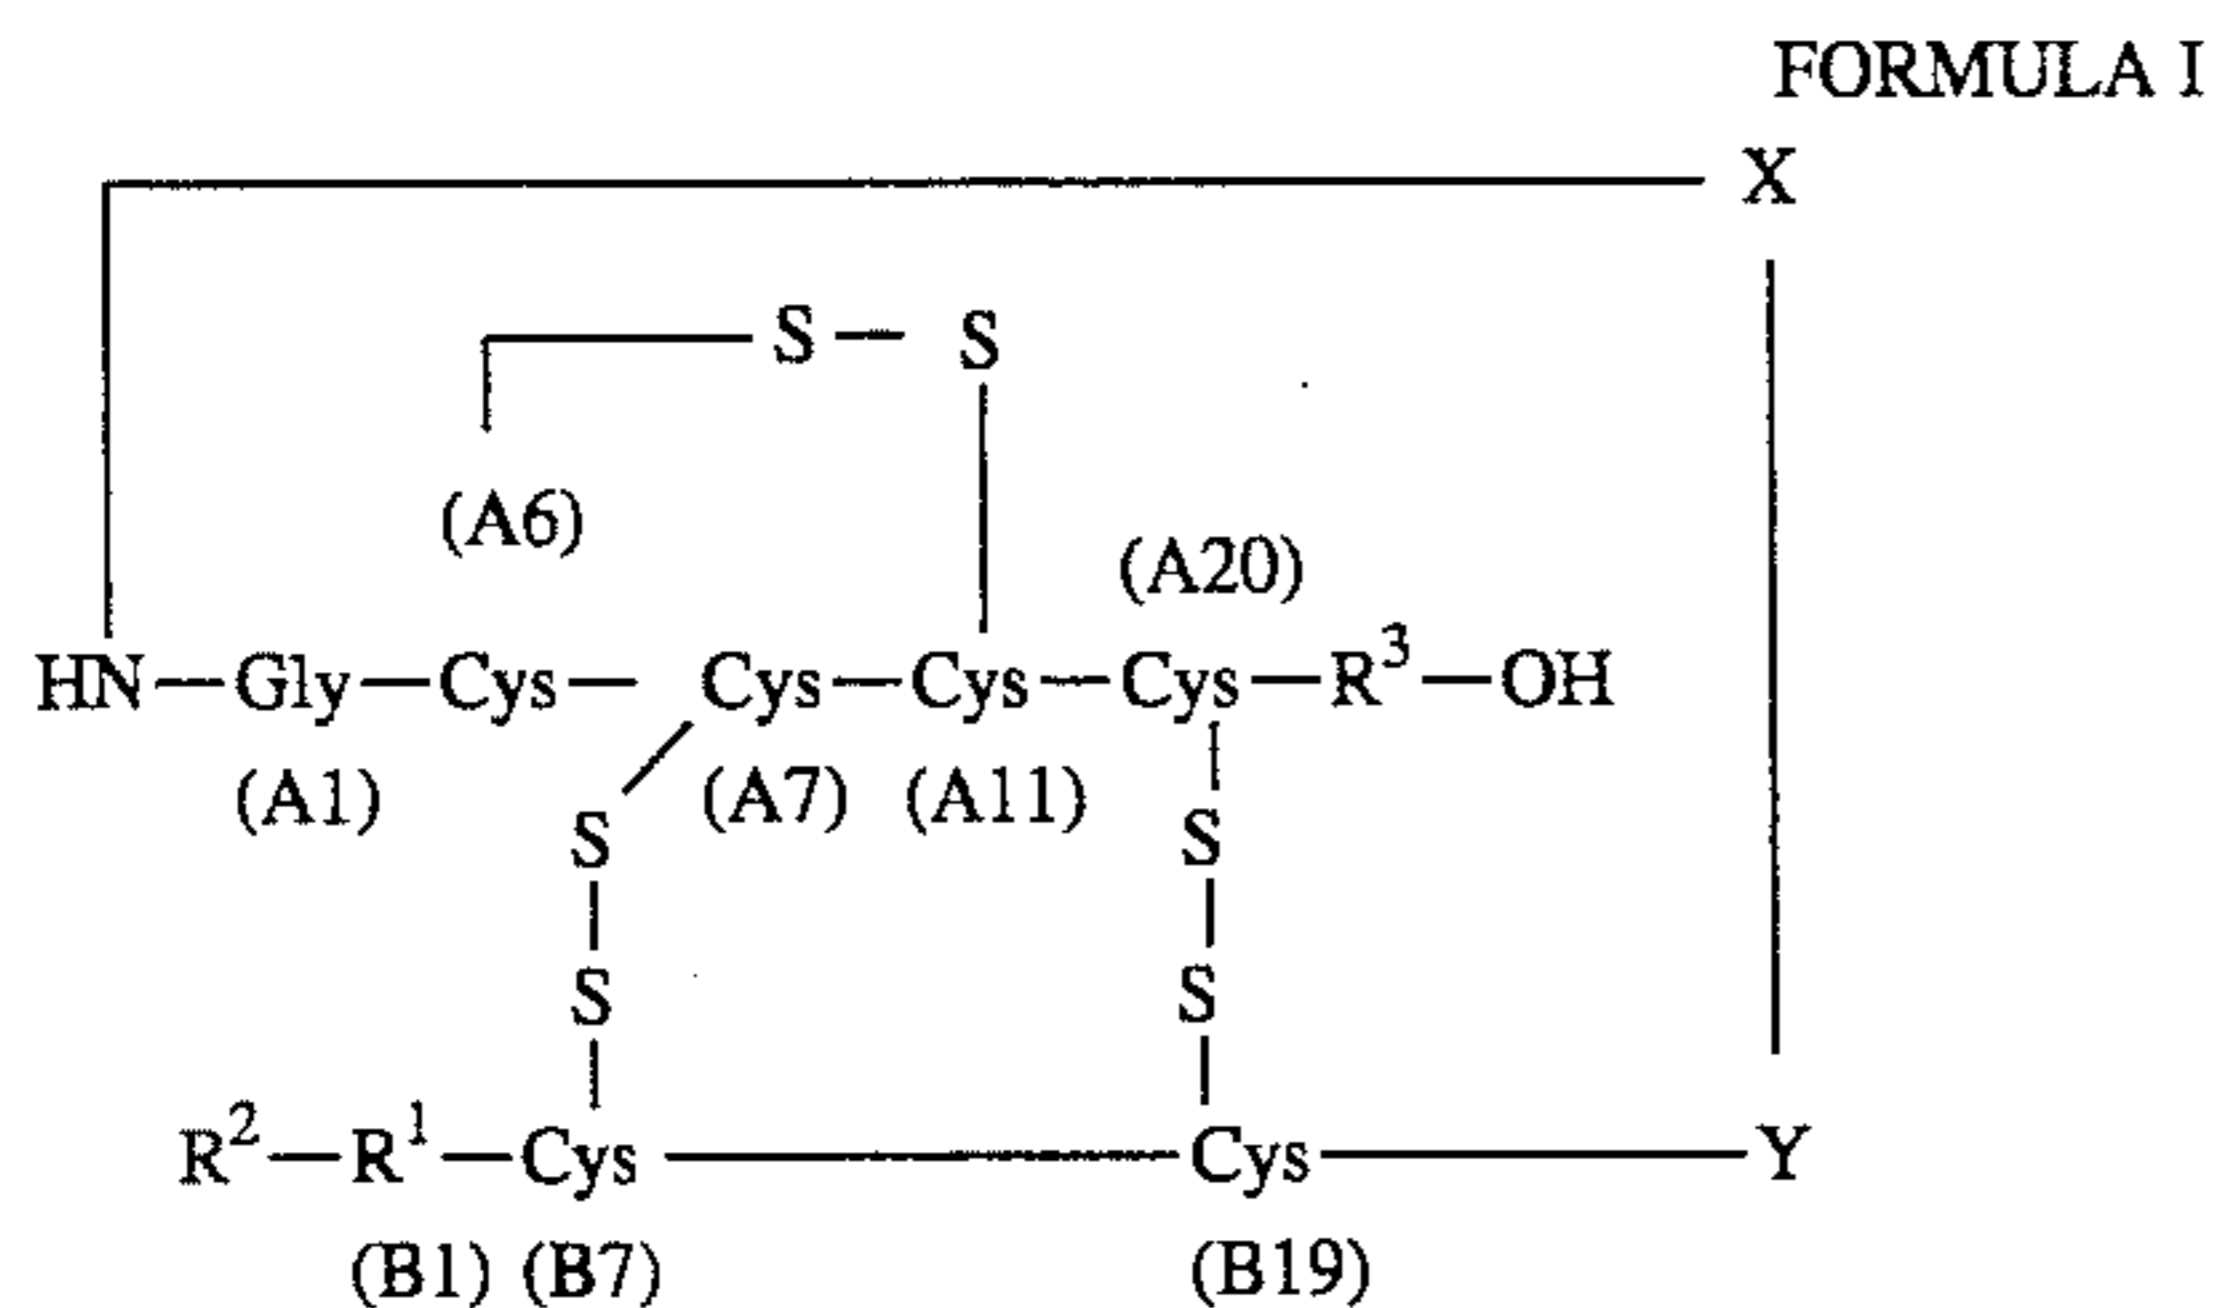 FORMULA I
X
S – S
(A6)
(A20)
HN–Gly–Cys– Cys–Cys–Cys–R³–OH
(A1) (A7) (A11)
S S
S S
R²–R¹–Cys Cys Y
(B1) (B7) (B19)